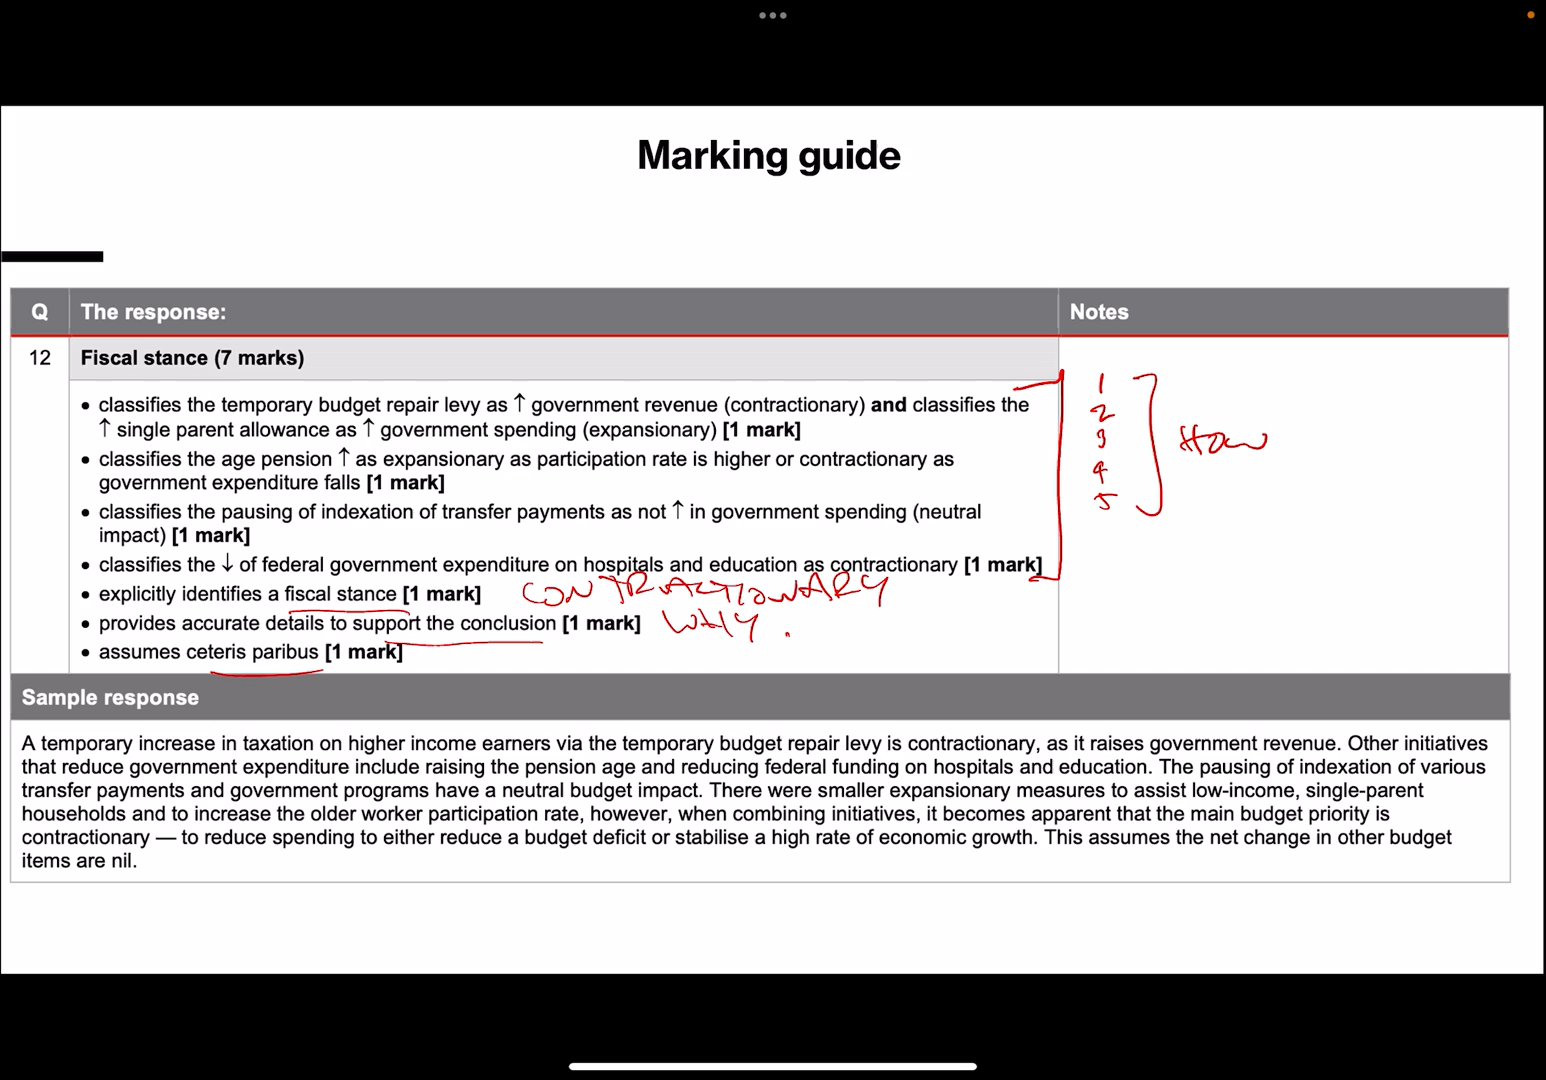 Marking guide
Q The response: Notes
12 Fiscal stance (7 marks)
• classifies the temporary budget repair levy as ↑ government revenue (contractionary) and classifies the
↑ single parent allowance as ↑ government spending (expansionary) [1 mark]
• classifies the age pension ↑ as expansionary as participation rate is higher or contractionary as
government expenditure falls [1 mark]
• classifies the pausing of indexation of transfer payments as not ↑ in government spending (neutral
impact) [1 mark]
• classifies the ↓ of federal government expenditure on hospitals and education as contractionary [1 mark]
• explicitly identifies a fiscal stance [1 mark] CONTRACTIONARY
• provides accurate details to support the conclusion [1 mark] WHY.
• assumes ceteris paribus [1 mark]
1
2
3
4
5
How
Sample response
A temporary increase in taxation on higher income earners via the temporary budget repair levy is contractionary, as it raises government revenue. Other initiatives
that reduce government expenditure include raising the pension age and reducing federal funding on hospitals and education. The pausing of indexation of various
transfer payments and government programs have a neutral budget impact. There were smaller expansionary measures to assist low-income, single-parent
households and to increase the older worker participation rate, however, when combining initiatives, it becomes apparent that the main budget priority is
contractionary — to reduce spending to either reduce a budget deficit or stabilise a high rate of economic growth. This assumes the net change in other budget
items are nil.